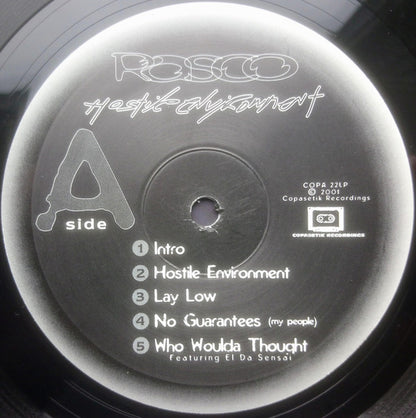 Rasco
Hostile Environment
A
side
COPA 22LP
© 2001
Copasetik Recordings
COPASETIK RECORDINGS
1 Intro
2 Hostile Environment
3 Lay Low
4 No Guarantees (my people)
5 Who Woulda Thought
Featuring El Da Sensai